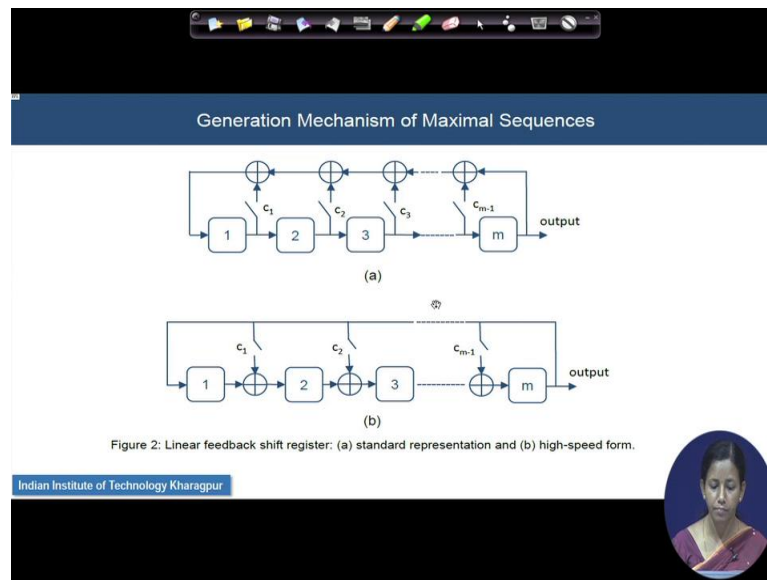 Generation Mechanism of Maximal Sequences
c1
c2
c3
cm-1
output
1
2
3
m
(a)
c1
c2
cm-1
output
1
2
3
m
(b)
Figure 2: Linear feedback shift register: (a) standard representation and (b) high-speed form.
Indian Institute of Technology Kharagpur